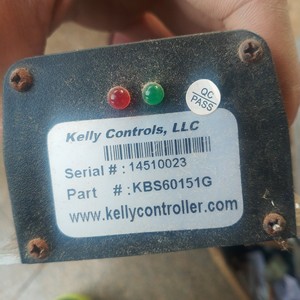 QC
PASS
Kelly Controls, LLC
Serial # : 14510023
Part # : KBS60151G
www.kellycontroller.com